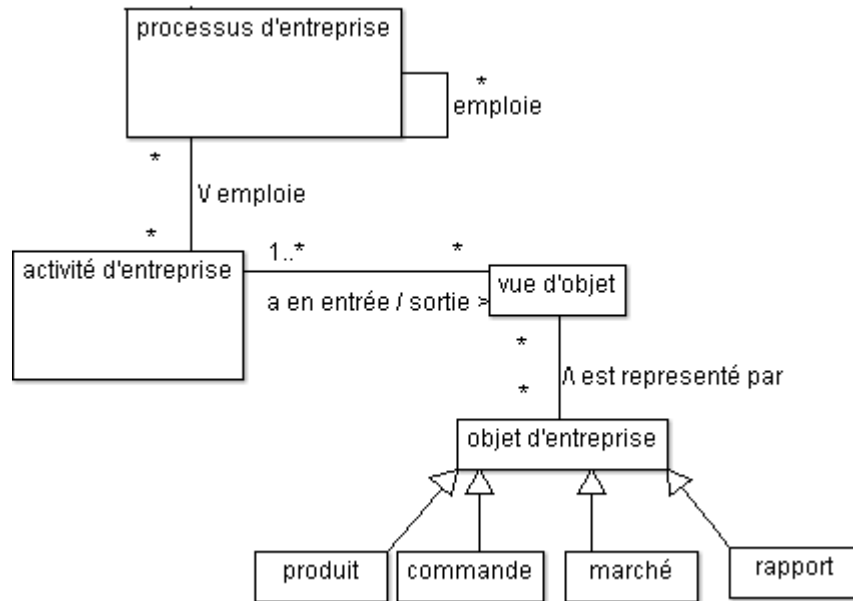 processus d'entreprise
*
emploie
*
V emploie
*
activité d'entreprise
1..*
*
vue d'objet
a en entrée / sortie >
*
Λ est representé par
*
objet d'entreprise
produit
commande
marché
rapport